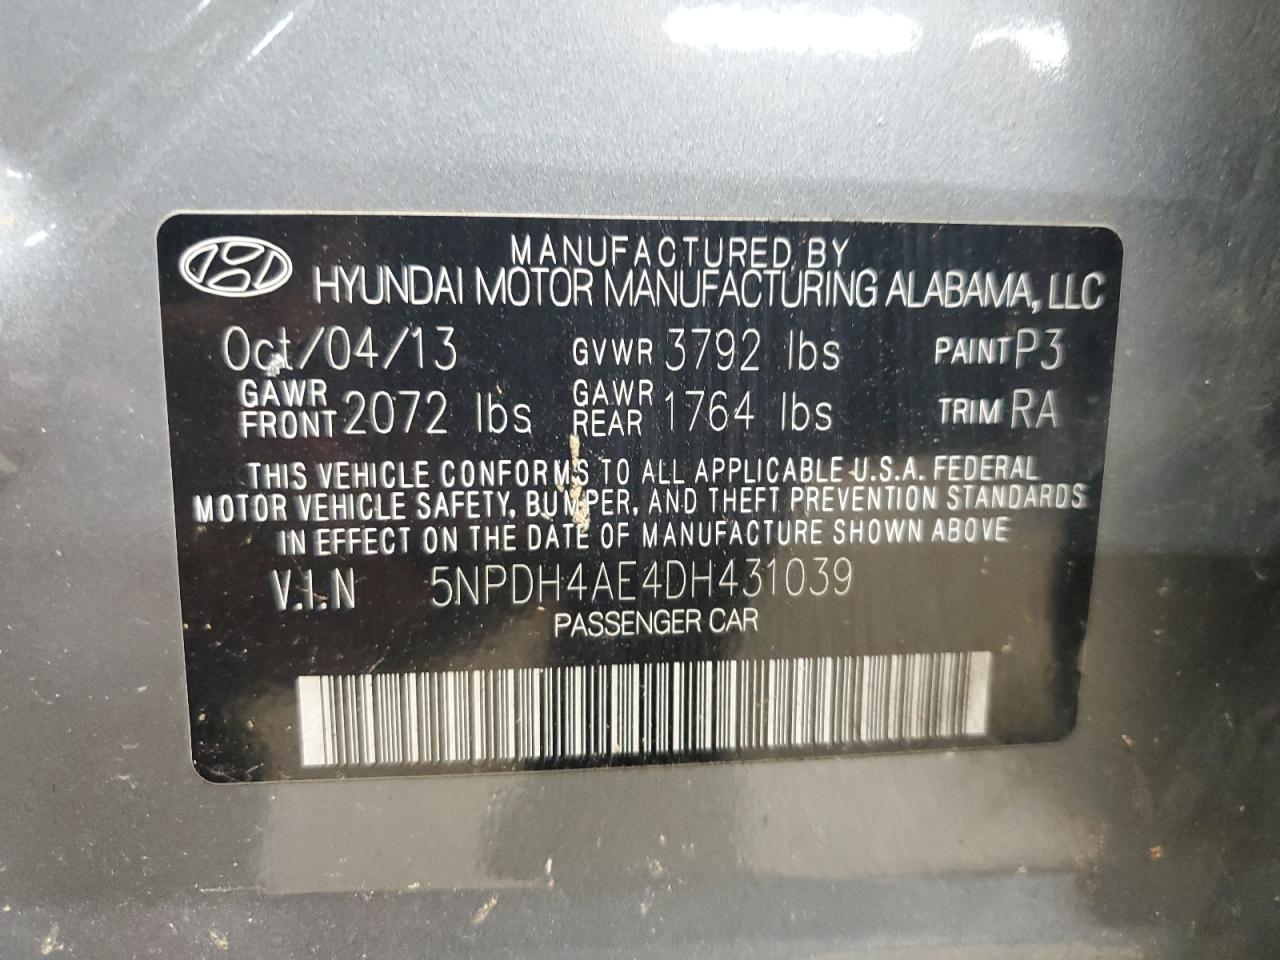 MANUFACTURED BY
HYUNDAI MOTOR MANUFACTURING ALABAMA, LLC
Oct/04/13 GVWR 3792 lbs PAINT P3
GAWR FRONT 2072 lbs GAWR REAR 1764 lbs TRIM RA
THIS VEHICLE CONFORMS TO ALL APPLICABLE U.S.A. FEDERAL
MOTOR VEHICLE SAFETY, BUMPER, AND THEFT PREVENTION STANDARDS
IN EFFECT ON THE DATE OF MANUFACTURE SHOWN ABOVE
V.I.N 5NPDH4AE4DH431039
PASSENGER CAR